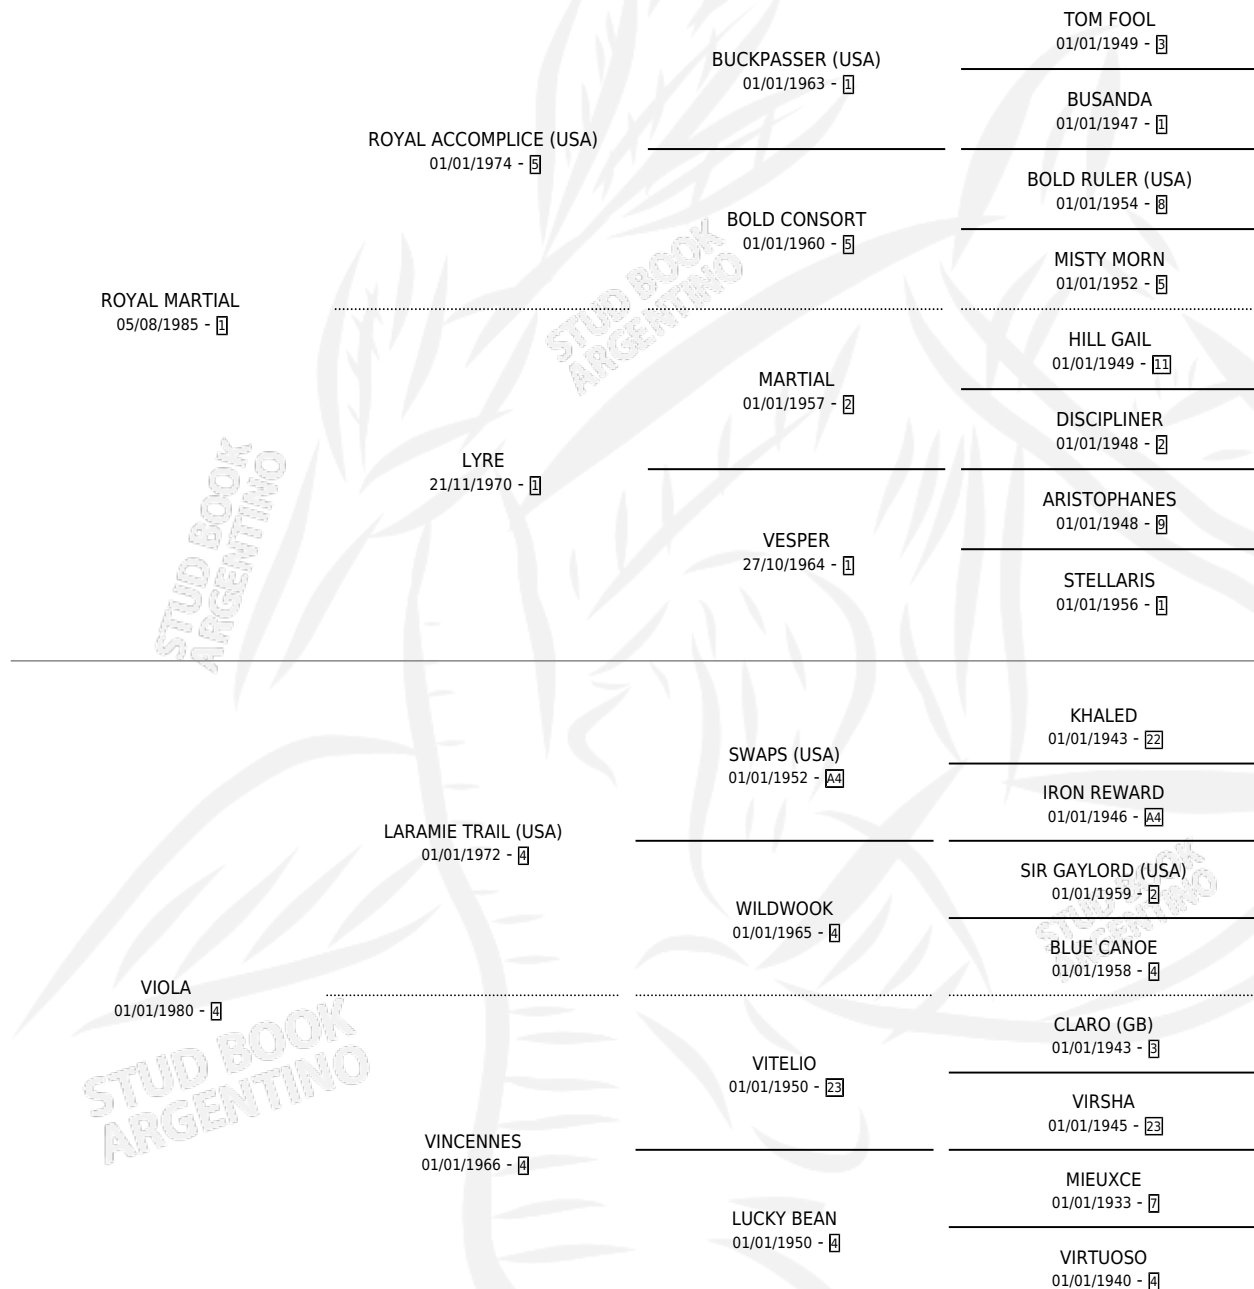 TOM FOOL
01/01/1949 - 3
BUCKPASSER (USA)
01/01/1963 - 1
BUSANDA
01/01/1947 - 1
ROYAL ACCOMPLICE (USA)
01/01/1974 - 5
BOLD RULER (USA)
01/01/1954 - 8
BOLD CONSORT
01/01/1960 - 5
MISTY MORN
01/01/1952 - 5
ROYAL MARTIAL
05/08/1985 - 1
HILL GAIL
01/01/1949 - 11
MARTIAL
01/01/1957 - 2
DISCIPLINER
01/01/1948 - 2
LYRE
21/11/1970 - 1
ARISTOPHANES
01/01/1948 - 9
VESPER
27/10/1964 - 1
STELLARIS
01/01/1956 - 1
KHALED
01/01/1943 - 22
SWAPS (USA)
01/01/1952 - A4
IRON REWARD
01/01/1946 - A4
LARAMIE TRAIL (USA)
01/01/1972 - 4
SIR GAYLORD (USA)
01/01/1959 - 2
WILDWOOK
01/01/1965 - 4
BLUE CANOE
01/01/1958 - 4
VIOLA
01/01/1980 - 4
CLARO (GB)
01/01/1943 - 3
VITELIO
01/01/1950 - 23
VIRSHA
01/01/1945 - 23
VINCENNES
01/01/1966 - 4
MIEUXCE
01/01/1933 - 7
LUCKY BEAN
01/01/1950 - 4
VIRTUOSO
01/01/1940 - 4
STUD BOOK
ARGENTINO
STUD BOOK
ARGENTINO
STUD BOOK
ARGENTINO
STUD BOOK
ARGENTINO